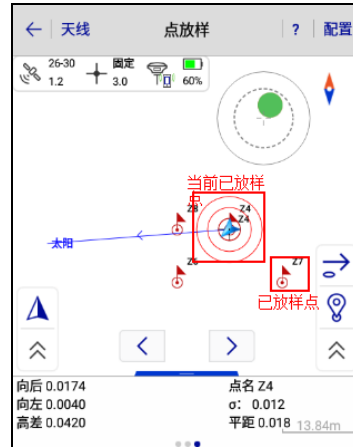 天线
点放样
?
配置
26-30
1.2
固定
3.0
60%
当前已放样
Z8
Z4
Z4
太阳
Z7
已放样点
向后 0.0174
点名 Z4
向左 0.0040
σ: 0.012
高差 0.0420
平距 0.018
13.84m